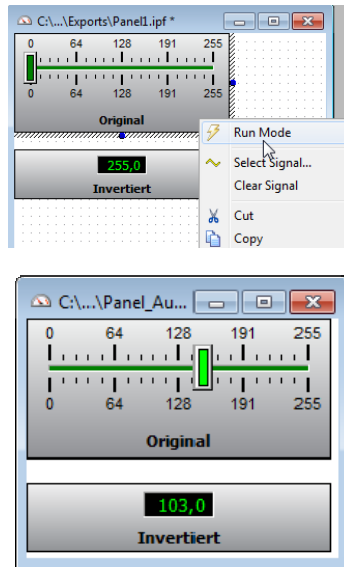 C:\...\Exports\Panel1.ipf *
0 64 128 191 255
0 64 128 191 255
Original
255,0
Invertiert
Run Mode
Select Signal...
Clear Signal
Cut
Copy
C:\...\Panel_Au...
0 64 128 191 255
0 64 128 191 255
Original
103,0
Invertiert